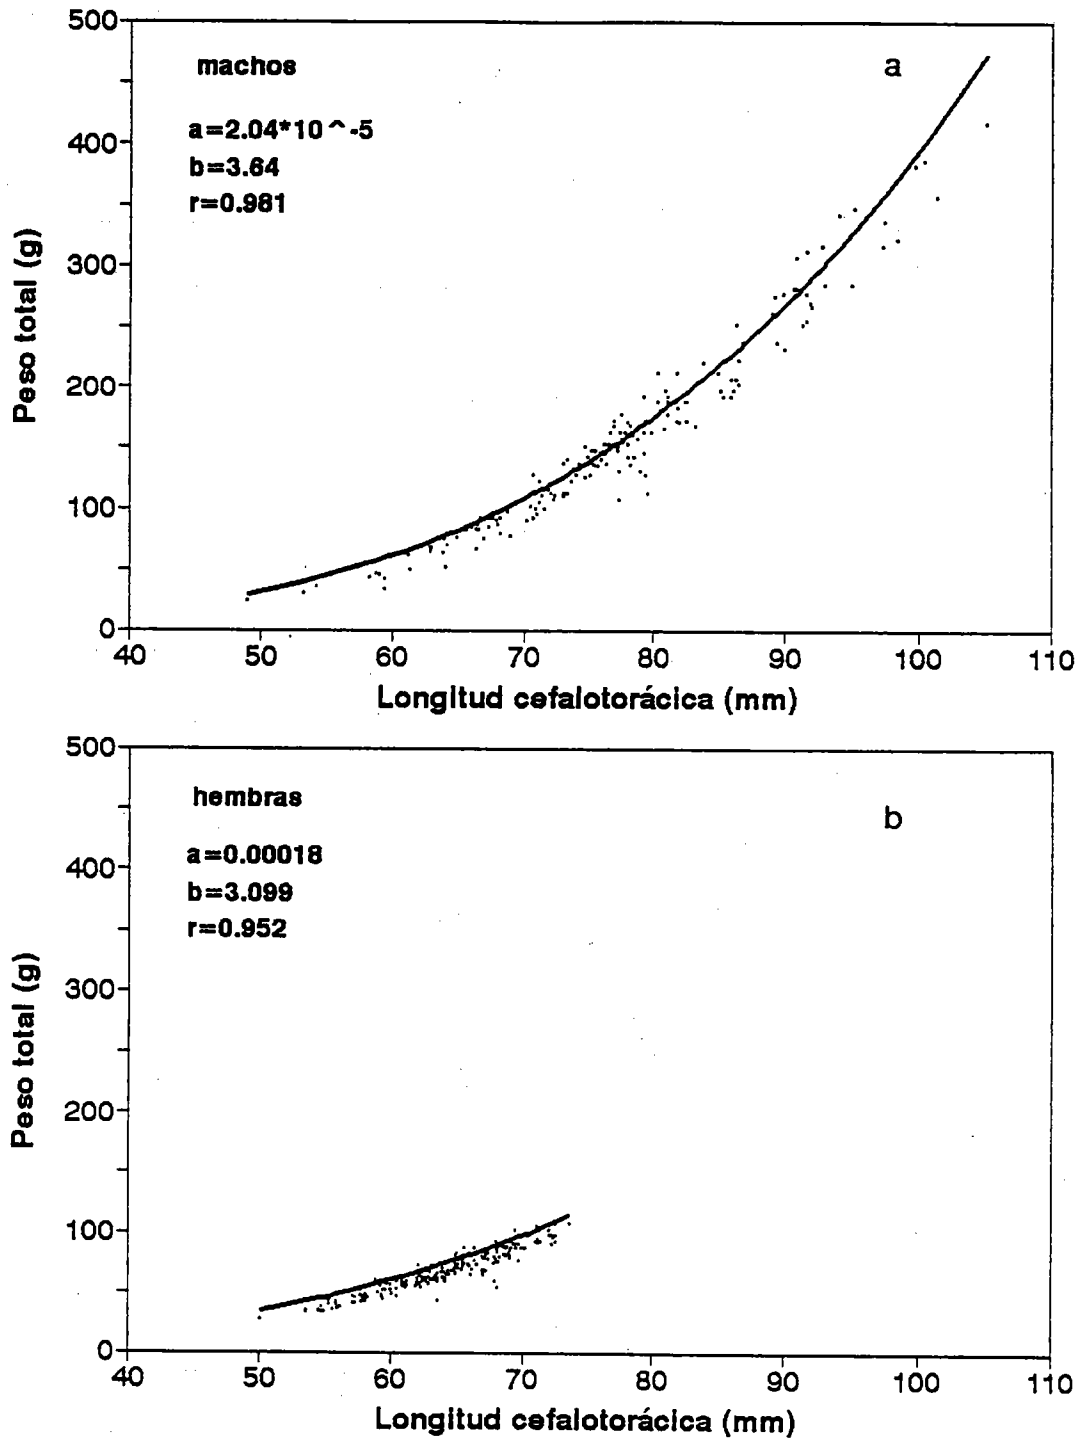 500
400
300
200
100
0
Peso total (g)
machos
a
a=2.04*10^-5
b=3.64
r=0.981
40 50 60 70 80 90 100 110
Longitud cefalotorácica (mm)
500
400
300
200
100
0
Peso total (g)
hembras
b
a=0.00018
b=3.099
r=0.952
40 50 60 70 80 90 100 110
Longitud cefalotorácica (mm)